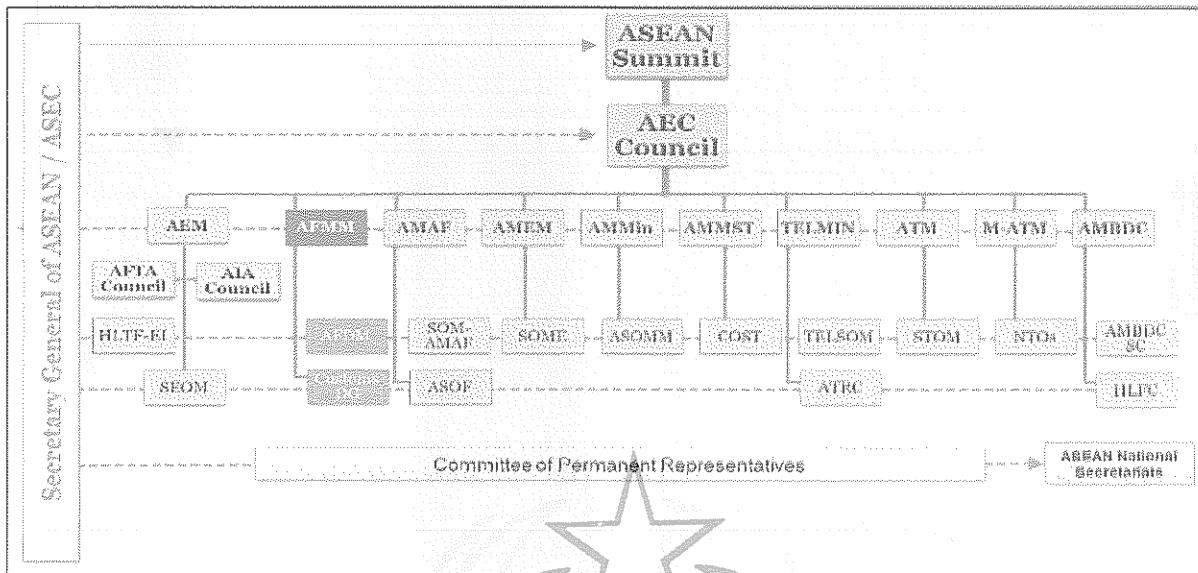 Secretary General of ASEAN / ASEC
ASEAN
Summit
AEC
Council
AEM
AFMM
AMAF
AMEM
AMMin
AMMST
TELMIN
ATM
M-ATM
AMBDC
AFTA
Council
AIA
Council
HLTF-EI
SOM-
AMAF
SOME
ASOMM
COST
TELSOM
STOM
NTOs
AMBDC
SC
SEOM
ASOF
ATEC
HLFC
Committee of Permanent Representatives
ASEAN National
Secretariats